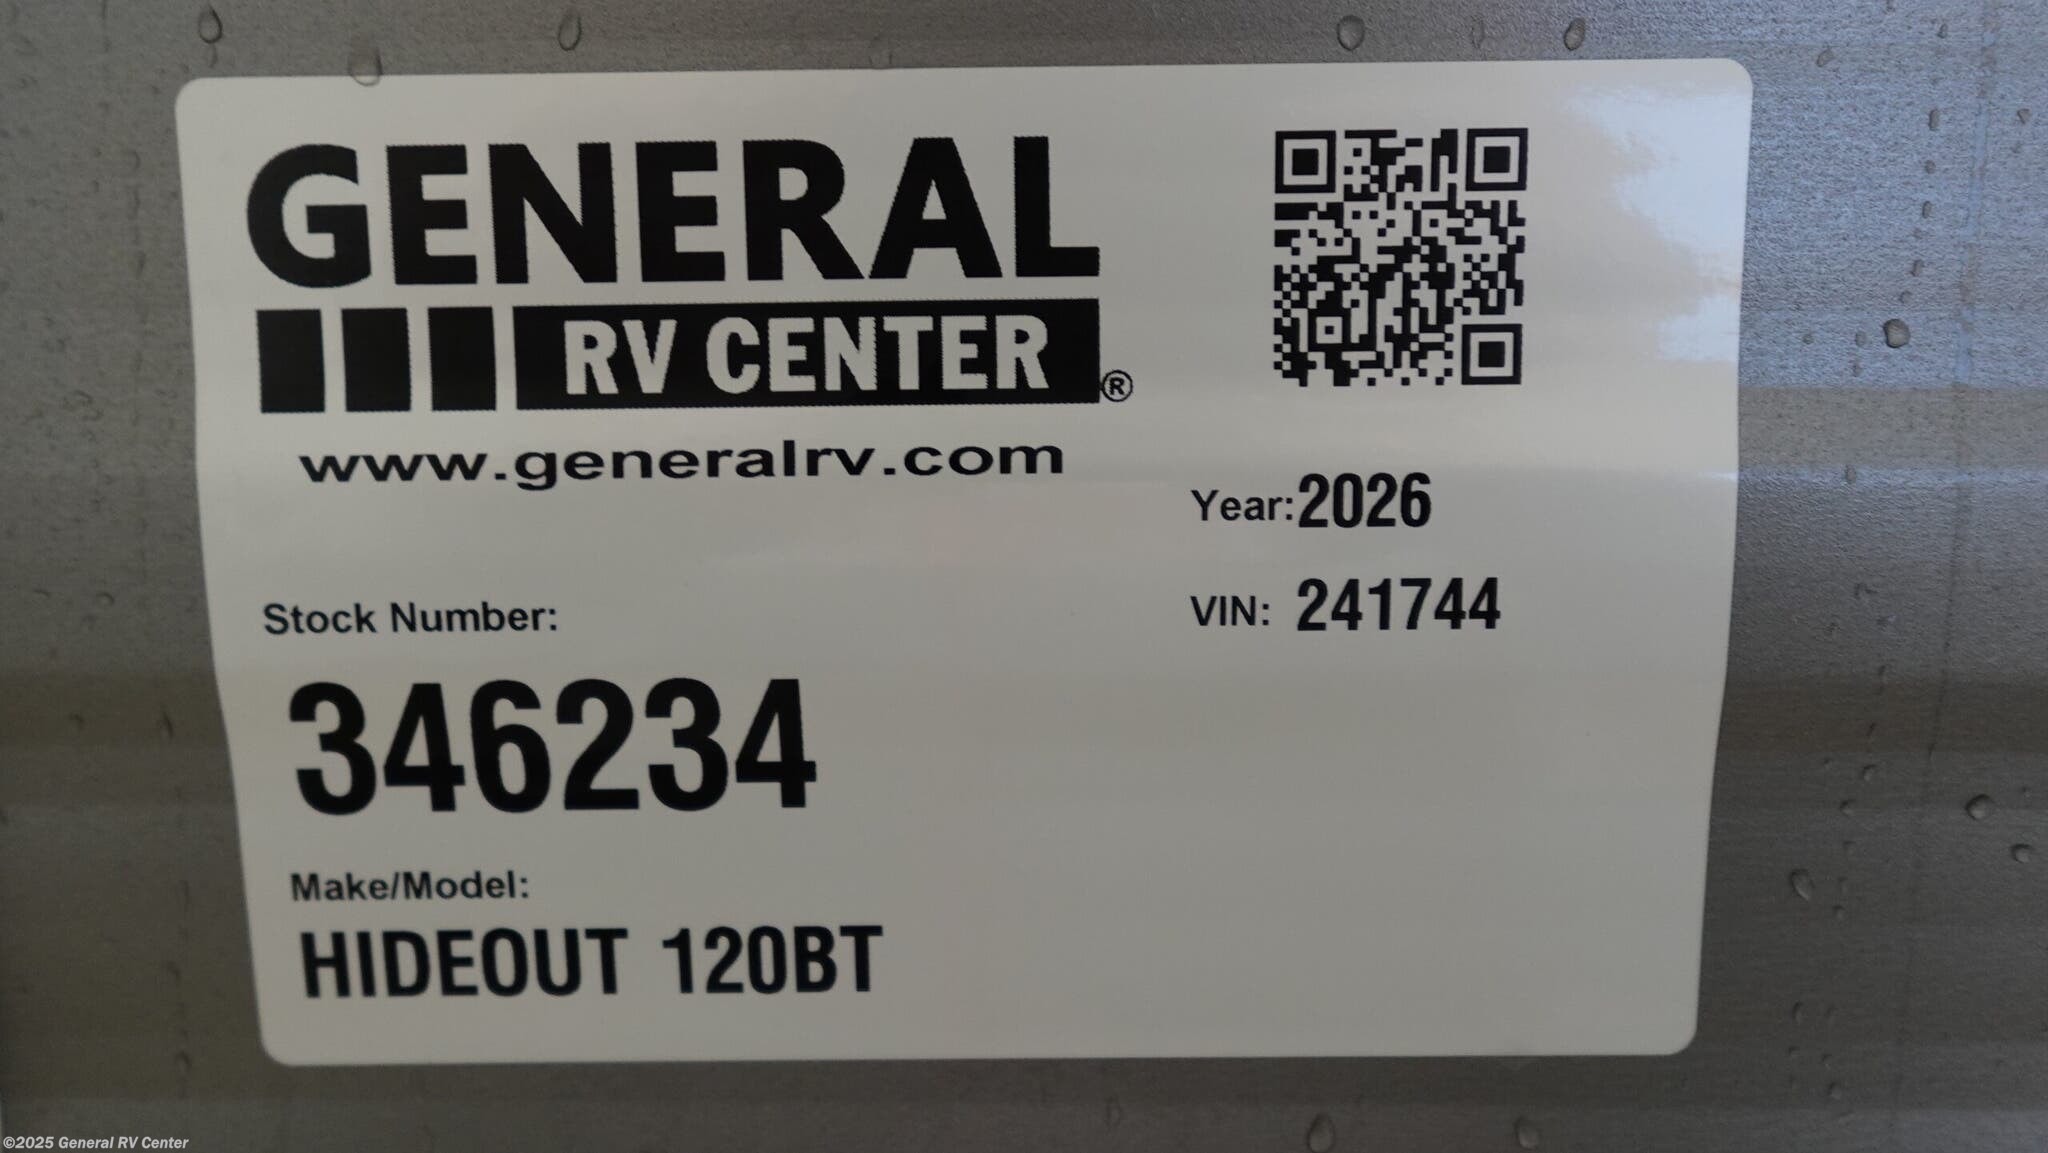 GENERAL
RV CENTER®
www.generalrv.com
Year: 2026
VIN: 241744
Stock Number:
346234
Make/Model:
HIDEOUT 120BT
©2025 General RV Center